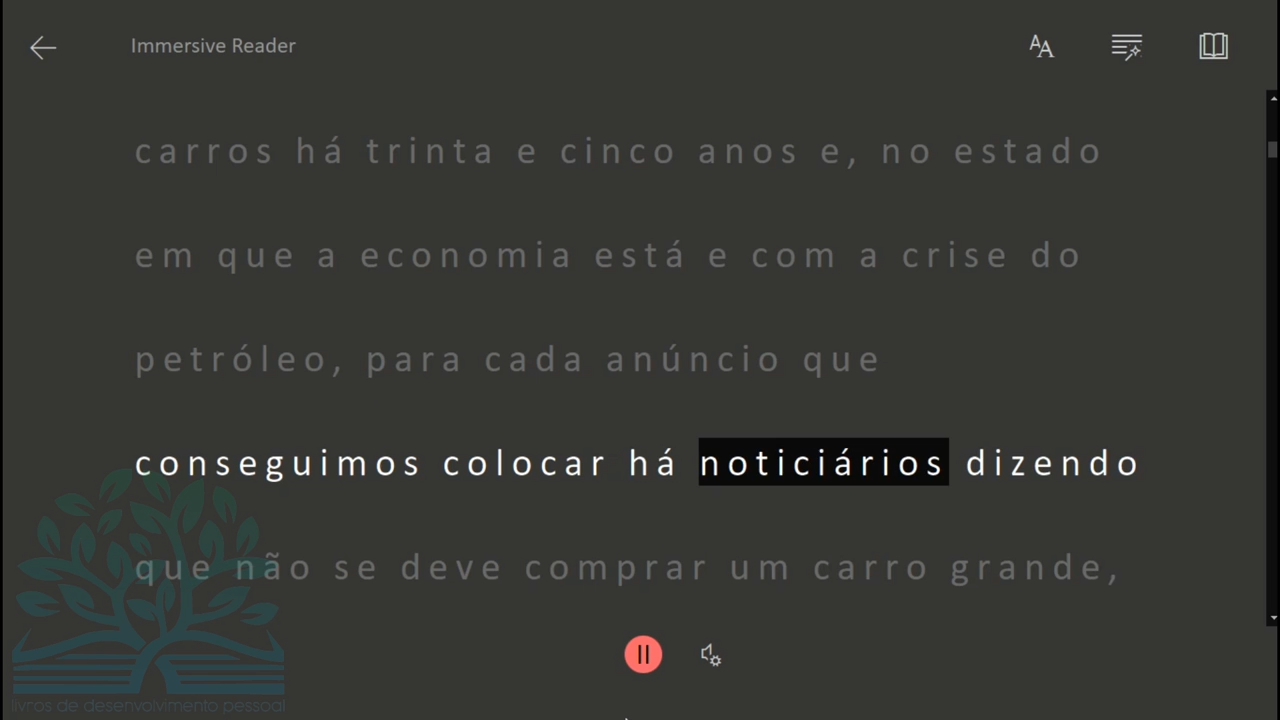 Immersive Reader
carros há trinta e cinco anos e, no estado
em que a economia está e com a crise do
petróleo, para cada anúncio que
conseguimos colocar há noticiários dizendo
que não se deve comprar um carro grande,
livros de desenvolvimento pessoal